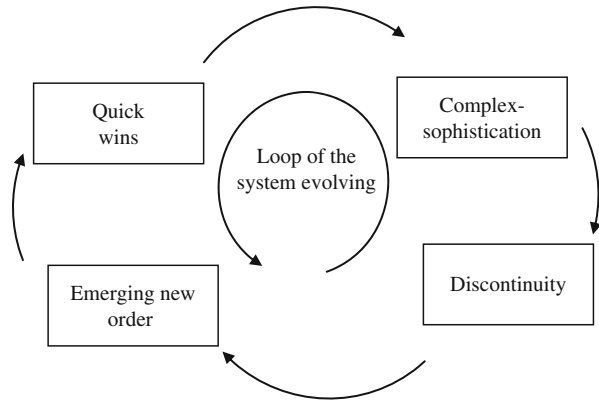 Quick
wins
Complex-
sophistication
Loop of the
system evolving
Discontinuity
Emerging new
order